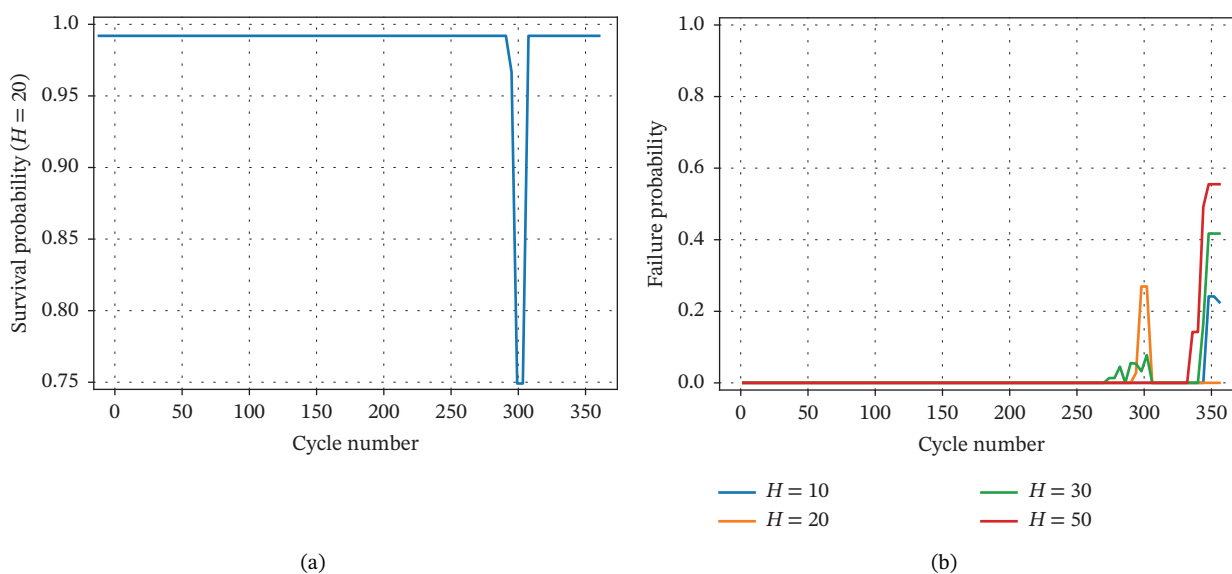 1.0
0.95
0.90
0.85
0.80
0.75
Survival probability (H = 20)
0 50 100 150 200 250 300 350
Cycle number
(a)
1.0
0.8
0.6
0.4
0.2
0.0
Failure probability
0 50 100 150 200 250 300 350
Cycle number
H = 10
H = 20
H = 30
H = 50
(b)